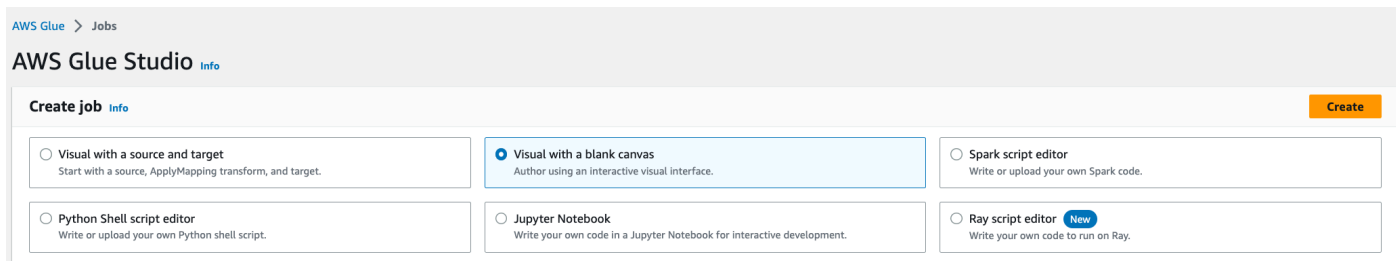 AWS Glue > Jobs
AWS Glue Studio Info
Create job Info
Create
Visual with a source and target
Start with a source, ApplyMapping transform, and target.
Visual with a blank canvas
Author using an interactive visual interface.
Spark script editor
Write or upload your own Spark code.
Python Shell script editor
Write or upload your own Python shell script.
Jupyter Notebook
Write your own code in a Jupyter Notebook for interactive development.
Ray script editor New
Write your own code to run on Ray.